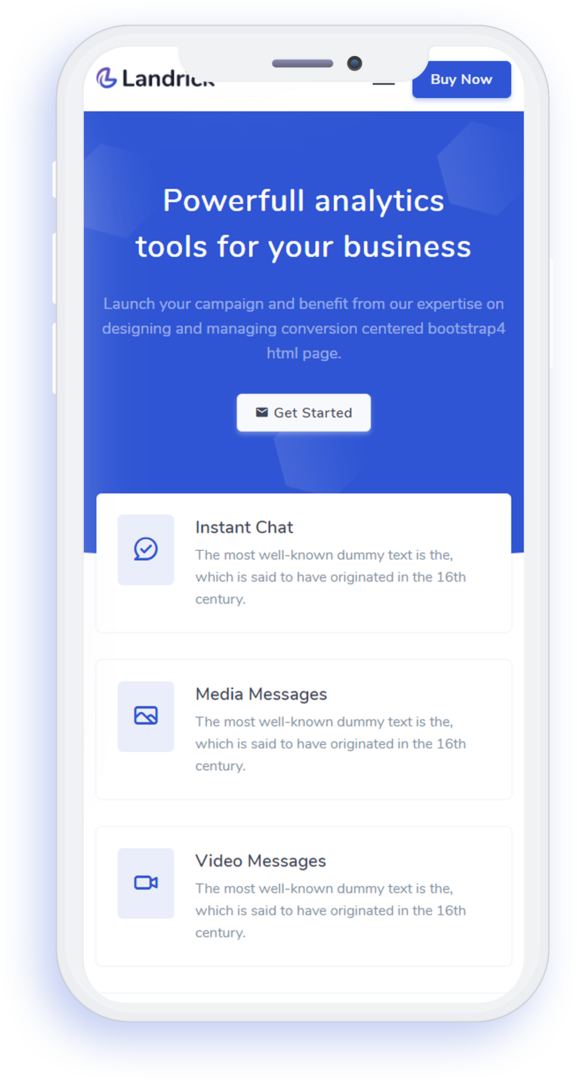 Landrick
Buy Now
Powerfull analytics
tools for your business
Launch your campaign and benefit from our expertise on
designing and managing conversion centered bootstrap4
html page.
Get Started
Instant Chat
The most well-known dummy text is the,
which is said to have originated in the 16th
century.
Media Messages
The most well-known dummy text is the,
which is said to have originated in the 16th
century.
Video Messages
The most well-known dummy text is the,
which is said to have originated in the 16th
century.